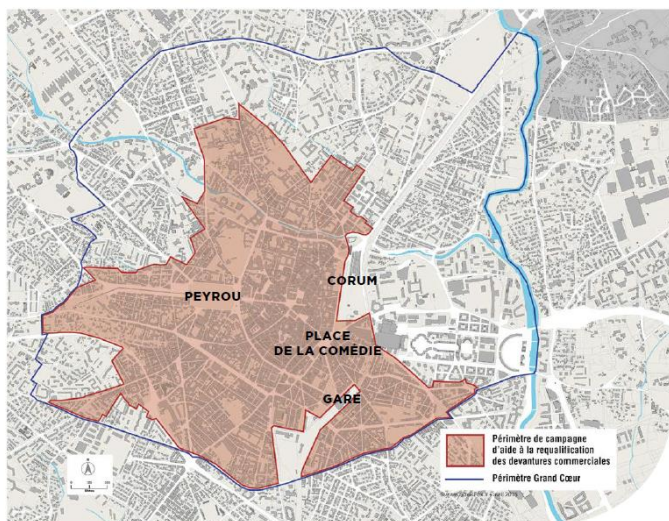 CORUM
PEYROU
PLACE
DE LA COMÉDIE
GARE
Périmètre de campagne
d'aide à la requalification
des devantures commerciales
Périmètre Grand Cœur